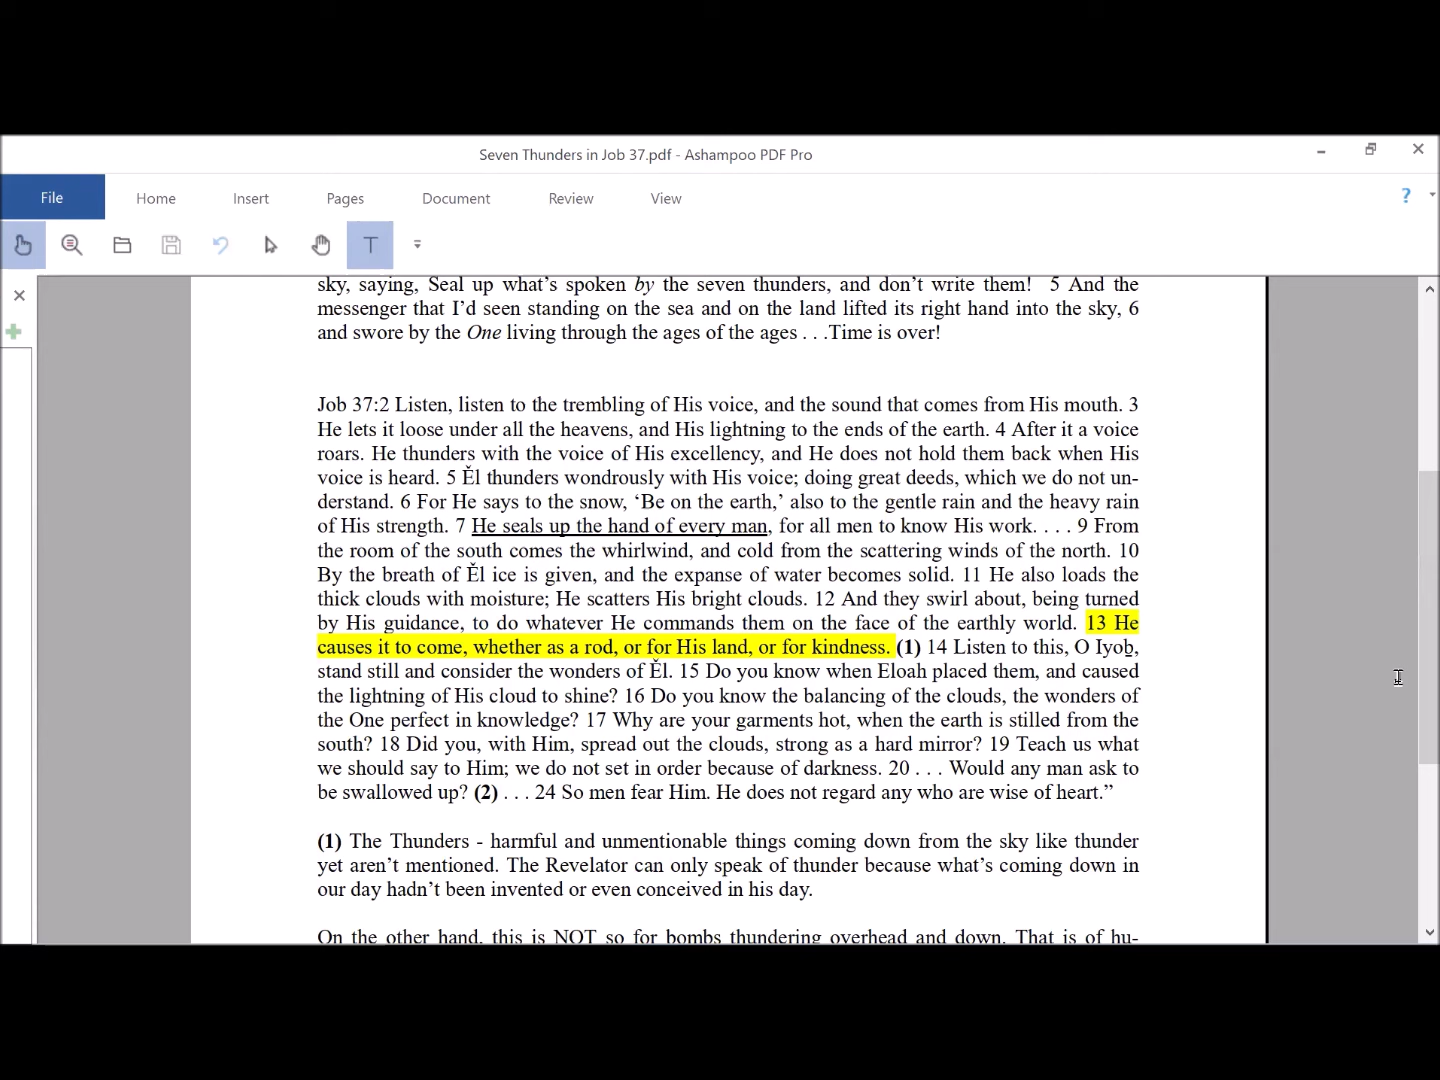 Seven Thunders in Job 37.pdf - Ashampoo PDF Pro
File Home Insert Pages Document Review View
?
T
sky, saying, Seal up what’s spoken by the seven thunders, and don’t write them! 5 And the
messenger that I’d seen standing on the sea and on the land lifted its right hand into the sky, 6
and swore by the One living through the ages of the ages . . .Time is over!
Job 37:2 Listen, listen to the trembling of His voice, and the sound that comes from His mouth. 3
He lets it loose under all the heavens, and His lightning to the ends of the earth. 4 After it a voice
roars. He thunders with the voice of His excellency, and He does not hold them back when His
voice is heard. 5 Ěl thunders wondrously with His voice; doing great deeds, which we do not un-
derstand. 6 For He says to the snow, ‘Be on the earth,’ also to the gentle rain and the heavy rain
of His strength. 7 He seals up the hand of every man, for all men to know His work. . . . 9 From
the room of the south comes the whirlwind, and cold from the scattering winds of the north. 10
By the breath of Ěl ice is given, and the expanse of water becomes solid. 11 He also loads the
thick clouds with moisture; He scatters His bright clouds. 12 And they swirl about, being turned
by His guidance, to do whatever He commands them on the face of the earthly world. 13 He
causes it to come, whether as a rod, or for His land, or for kindness. (1) 14 Listen to this, O Iyoḇ,
stand still and consider the wonders of Ěl. 15 Do you know when Eloah placed them, and caused
the lightning of His cloud to shine? 16 Do you know the balancing of the clouds, the wonders of
the One perfect in knowledge? 17 Why are your garments hot, when the earth is stilled from the
south? 18 Did you, with Him, spread out the clouds, strong as a hard mirror? 19 Teach us what
we should say to Him; we do not set in order because of darkness. 20 . . . Would any man ask to
be swallowed up? (2) . . . 24 So men fear Him. He does not regard any who are wise of heart.”
(1) The Thunders - harmful and unmentionable things coming down from the sky like thunder
yet aren’t mentioned. The Revelator can only speak of thunder because what’s coming down in
our day hadn’t been invented or even conceived in his day.
On the other hand, this is NOT so for bombs thundering overhead and down. That is of hu-